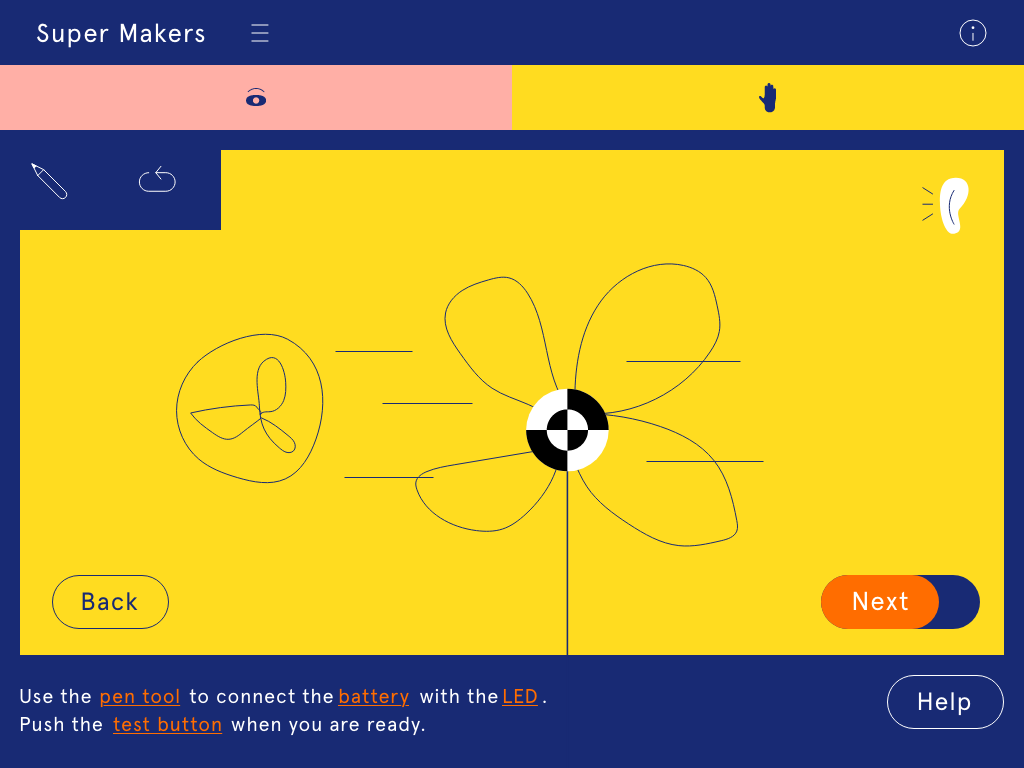 Super Makers
Back
Next
Use the pen tool to connect the battery with the LED.
Push the test button when you are ready.
Help